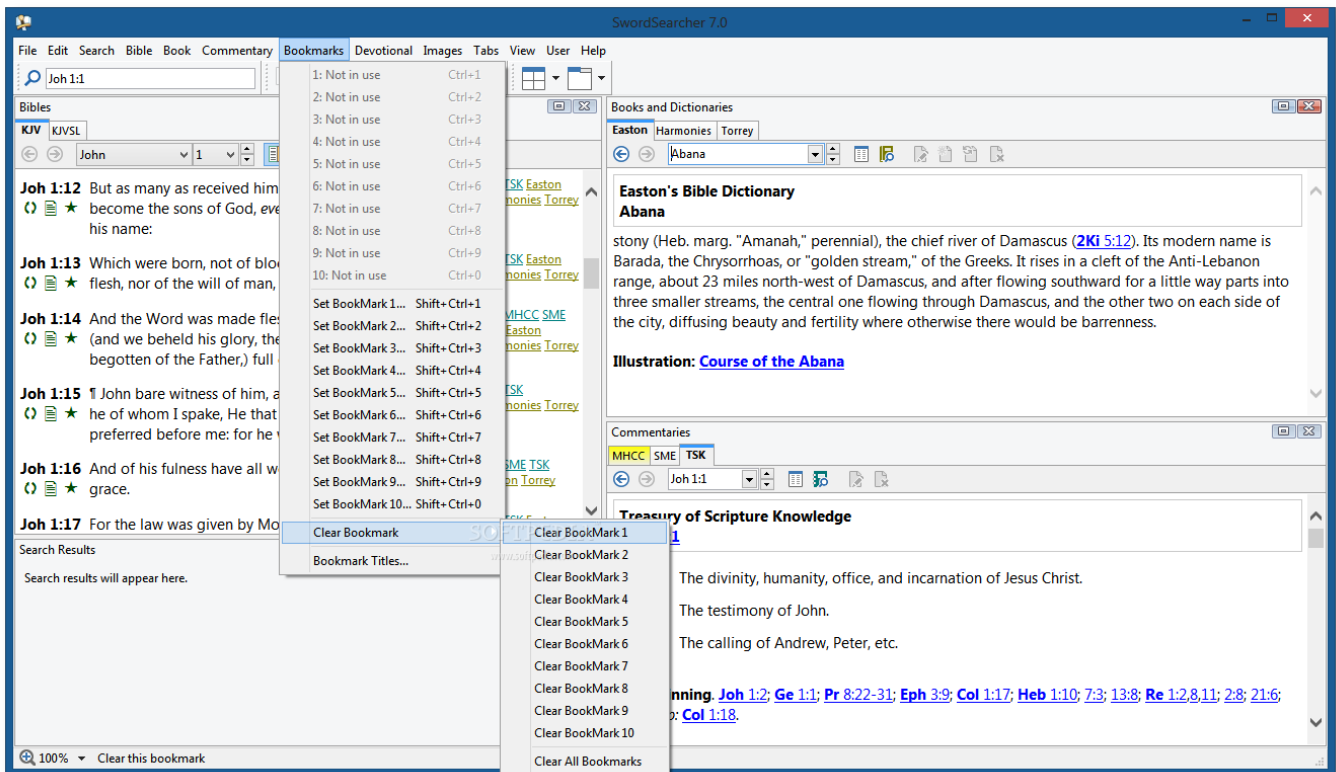 SwordSearcher 7.0
File Edit Search Bible Book Commentary Bookmarks Devotional Images Tabs View User Help
Joh 1:1
Bibles
KJV KJVSL
John 1
Joh 1:12 But as many as received him
become the sons of God, eve
his name:
TSK Easton
monies Torrey
Joh 1:13 Which were born, not of bloo
flesh, nor of the will of man,
TSK Easton
monies Torrey
Joh 1:14 And the Word was made fles
(and we beheld his glory, the
begotten of the Father,) full
MHCC SME
Easton
monies Torrey
Joh 1:15 ¶ John bare witness of him, a
he of whom I spake, He that
preferred before me: for he
TSK
monies Torrey
Joh 1:16 And of his fulness have all w
grace.
SME TSK
on Torrey
Joh 1:17 For the law was given by Mo
Search Results
Search results will appear here.
100% Clear this bookmark
1: Not in use Ctrl+1
2: Not in use Ctrl+2
3: Not in use Ctrl+3
4: Not in use Ctrl+4
5: Not in use Ctrl+5
6: Not in use Ctrl+6
7: Not in use Ctrl+7
8: Not in use Ctrl+8
9: Not in use Ctrl+9
10: Not in use Ctrl+0
Set BookMark 1... Shift+Ctrl+1
Set BookMark 2... Shift+Ctrl+2
Set BookMark 3... Shift+Ctrl+3
Set BookMark 4... Shift+Ctrl+4
Set BookMark 5... Shift+Ctrl+5
Set BookMark 6... Shift+Ctrl+6
Set BookMark 7... Shift+Ctrl+7
Set BookMark 8... Shift+Ctrl+8
Set BookMark 9... Shift+Ctrl+9
Set BookMark 10... Shift+Ctrl+0
Clear Bookmark
Bookmark Titles...
Clear BookMark 1
Clear BookMark 2
Clear BookMark 3
Clear BookMark 4
Clear BookMark 5
Clear BookMark 6
Clear BookMark 7
Clear BookMark 8
Clear BookMark 9
Clear BookMark 10
Clear All Bookmarks
Books and Dictionaries
Easton Harmonies Torrey
Abana
Easton's Bible Dictionary
Abana
stony (Heb. marg. "Amanah," perennial), the chief river of Damascus (2Ki 5:12). Its modern name is
Barada, the Chrysorrhoas, or "golden stream," of the Greeks. It rises in a cleft of the Anti-Lebanon
range, about 23 miles north-west of Damascus, and after flowing southward for a little way parts into
three smaller streams, the central one flowing through Damascus, and the other two on each side of
the city, diffusing beauty and fertility where otherwise there would be barrenness.
Illustration: Course of the Abana
Commentaries
MHCC SME TSK
Joh 1:1
Treasury of Scripture Knowledge
1
The divinity, humanity, office, and incarnation of Jesus Christ.
The testimony of John.
The calling of Andrew, Peter, etc.
nning. Joh 1:2; Ge 1:1; Pr 8:22-31; Eph 3:9; Col 1:17; Heb 1:10; 7:3; 13:8; Re 1:2,8,11; 2:8; 21:6;
: Col 1:18.